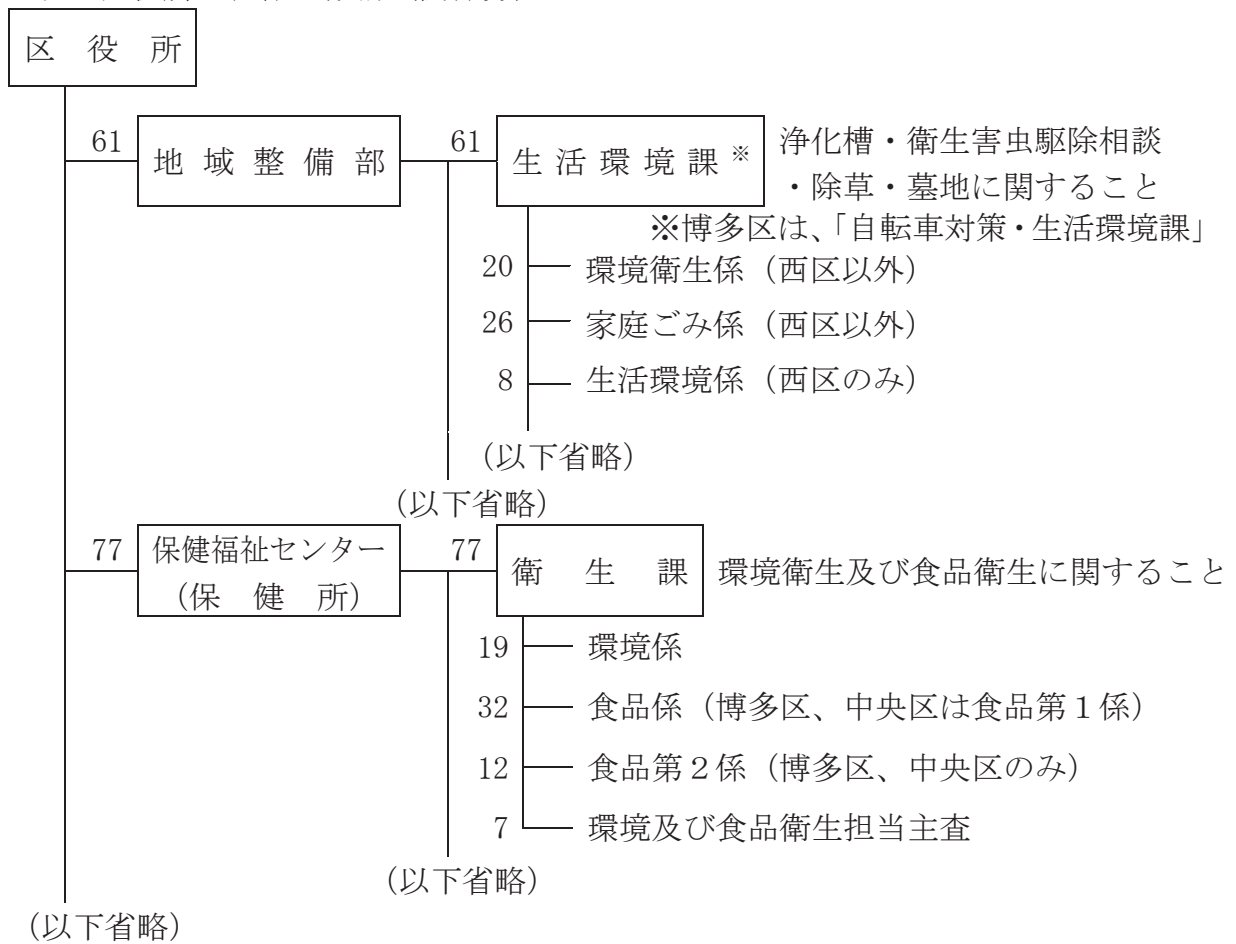 区役所
61 地域整備部 61 生活環境課※ 浄化槽・衛生害虫駆除相談
・除草・墓地に関すること
※博多区は、「自転車対策・生活環境課」
20 環境衛生係（西区以外）
26 家庭ごみ係（西区以外）
8 生活環境係（西区のみ）
（以下省略）
（以下省略）
77 保健福祉センター（保健所） 77 衛生課 環境衛生及び食品衛生に関すること
19 環境係
32 食品係（博多区、中央区は食品第１係）
12 食品第２係（博多区、中央区のみ）
7 環境及び食品衛生担当主査
（以下省略）
（以下省略）